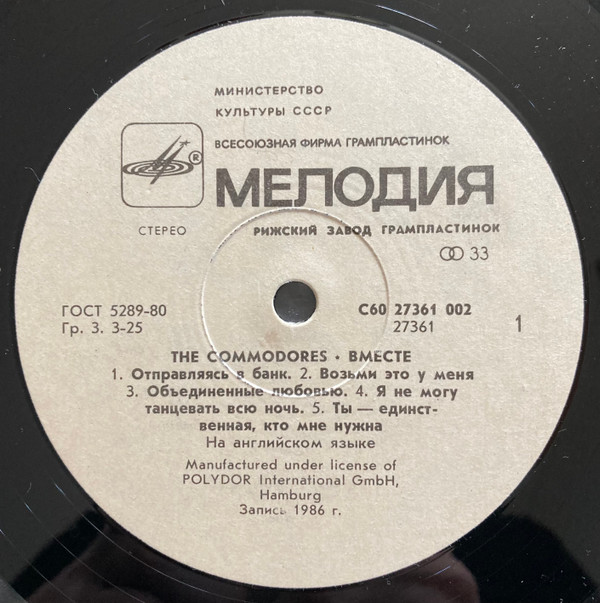 МИНИСТЕРСТВО
КУЛЬТУРЫ СССР
ВСЕСОЮЗНАЯ ФИРМА ГРАМПЛАСТИНОК
®
МЕЛОДИЯ
СТЕРЕО
РИЖСКИЙ ЗАВОД ГРАМПЛАСТИНОК
33
ГОСТ 5289-80
Гр. 3. 3-25
С60 27361 002
27361
1
THE COMMODORES · ВМЕСТЕ
1. Отправляясь в банк. 2. Возьми это у меня
3. Объединенные любовью. 4. Я не могу
танцевать всю ночь. 5. Ты — единст-
венная, кто мне нужна
На английском языке
Manufactured under license of
POLYDOR International GmbH,
Hamburg
Запись 1986 г.